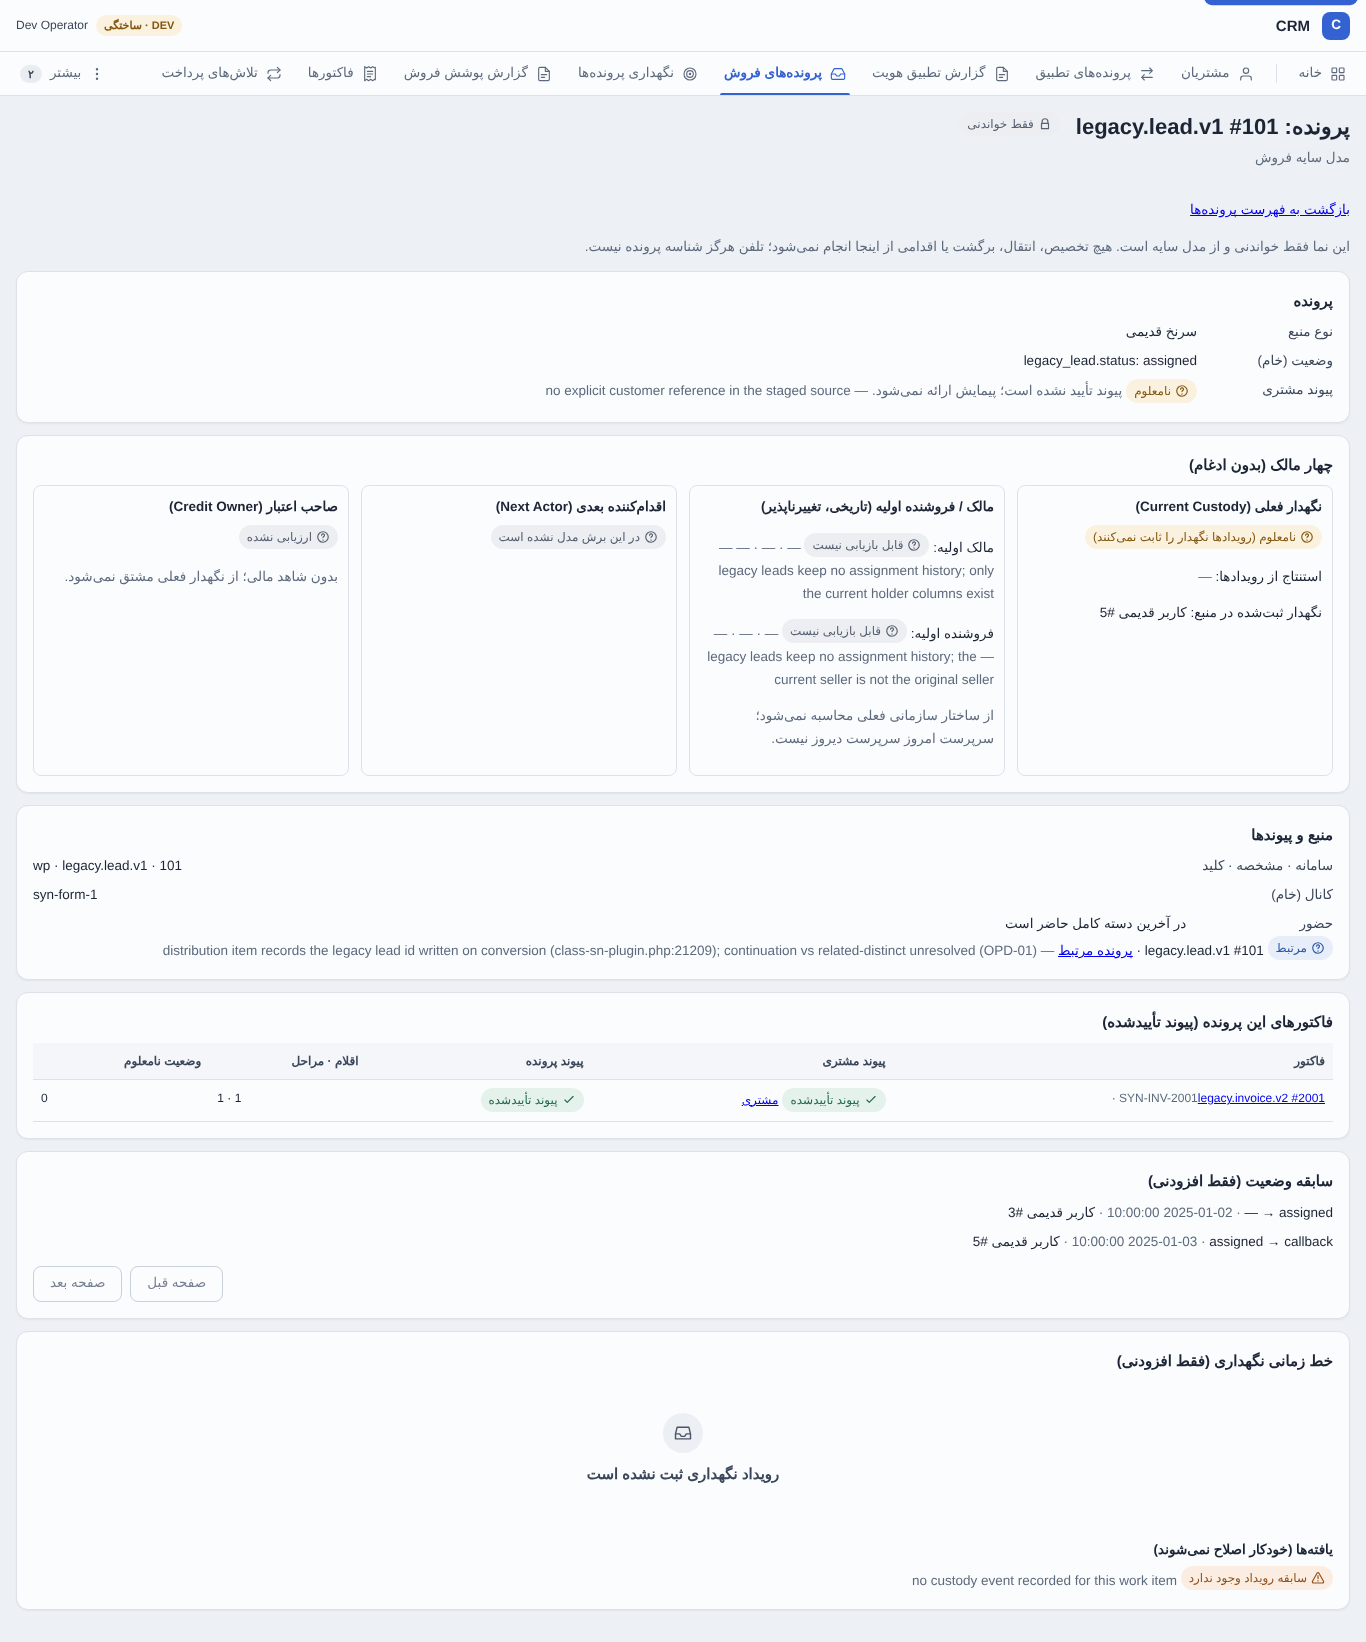 C CRM
DEV · ساختگی Dev Operator
خانه مشتریان پرونده‌های تطبیق گزارش تطبیق هویت پرونده‌های فروش نگهداری پرونده‌ها گزارش پوشش فروش فاکتورها تلاش‌های پرداخت بیشتر ۲
پرونده: legacy.lead.v1 #101 فقط خواندنی
مدل سایه فروش
بازگشت به فهرست پرونده‌ها
این نما فقط خواندنی و از مدل سایه است. هیچ تخصیص، انتقال، برگشت یا اقدامی از اینجا انجام نمی‌شود؛ تلفن هرگز شناسه پرونده نیست.
پرونده
نوع منبع سرنخ قدیمی
وضعیت (خام) legacy_lead.status: assigned
پیوند مشتری نامعلوم پیوند تأیید نشده است؛ پیمایش ارائه نمی‌شود. — no explicit customer reference in the staged source
چهار مالک (بدون ادغام)
نگهدار فعلی (Current Custody)
نامعلوم (رویدادها نگهدار را ثابت نمی‌کنند)
استنتاج از رویدادها: —
نگهدار ثبت‌شده در منبع: کاربر قدیمی #5
مالک / فروشنده اولیه (تاریخی، تغییرناپذیر)
مالک اولیه: قابل بازیابی نیست — · — · — —
legacy leads keep no assignment history; only
the current holder columns exist
فروشنده اولیه: قابل بازیابی نیست — · — · —
— legacy leads keep no assignment history; the
current seller is not the original seller
از ساختار سازمانی فعلی محاسبه نمی‌شود؛
سرپرست امروز سرپرست دیروز نیست.
اقدام‌کننده بعدی (Next Actor)
در این برش مدل نشده است
صاحب اعتبار (Credit Owner)
ارزیابی نشده
بدون شاهد مالی؛ از نگهدار فعلی مشتق نمی‌شود.
منبع و پیوندها
سامانه · مشخصه · کلید wp · legacy.lead.v1 · 101
کانال (خام) syn-form-1
حضور در آخرین دسته کامل حاضر است
مرتبط legacy.lead.v1 #101 · پرونده مرتبط — distribution item records the legacy lead id written on conversion (class-sn-plugin.php:21209); continuation vs related-distinct unresolved (OPD-01)
فاکتورهای این پرونده (پیوند تأییدشده)
فاکتور پیوند مشتری پیوند پرونده اقلام · مراحل وضعیت نامعلوم
legacy.invoice.v2 #2001 SYN-INV-2001 · پیوند تأییدشده مشتری پیوند تأییدشده 1 · 1 0
سابقه وضعیت (فقط افزودنی)
— → assigned · 2025-01-02 10:00:00 · کاربر قدیمی #3
assigned → callback · 2025-01-03 10:00:00 · کاربر قدیمی #5
صفحه قبل صفحه بعد
خط زمانی نگهداری (فقط افزودنی)
رویداد نگهداری ثبت نشده است
یافته‌ها (خودکار اصلاح نمی‌شوند)
سابقه رویداد وجود ندارد no custody event recorded for this work item